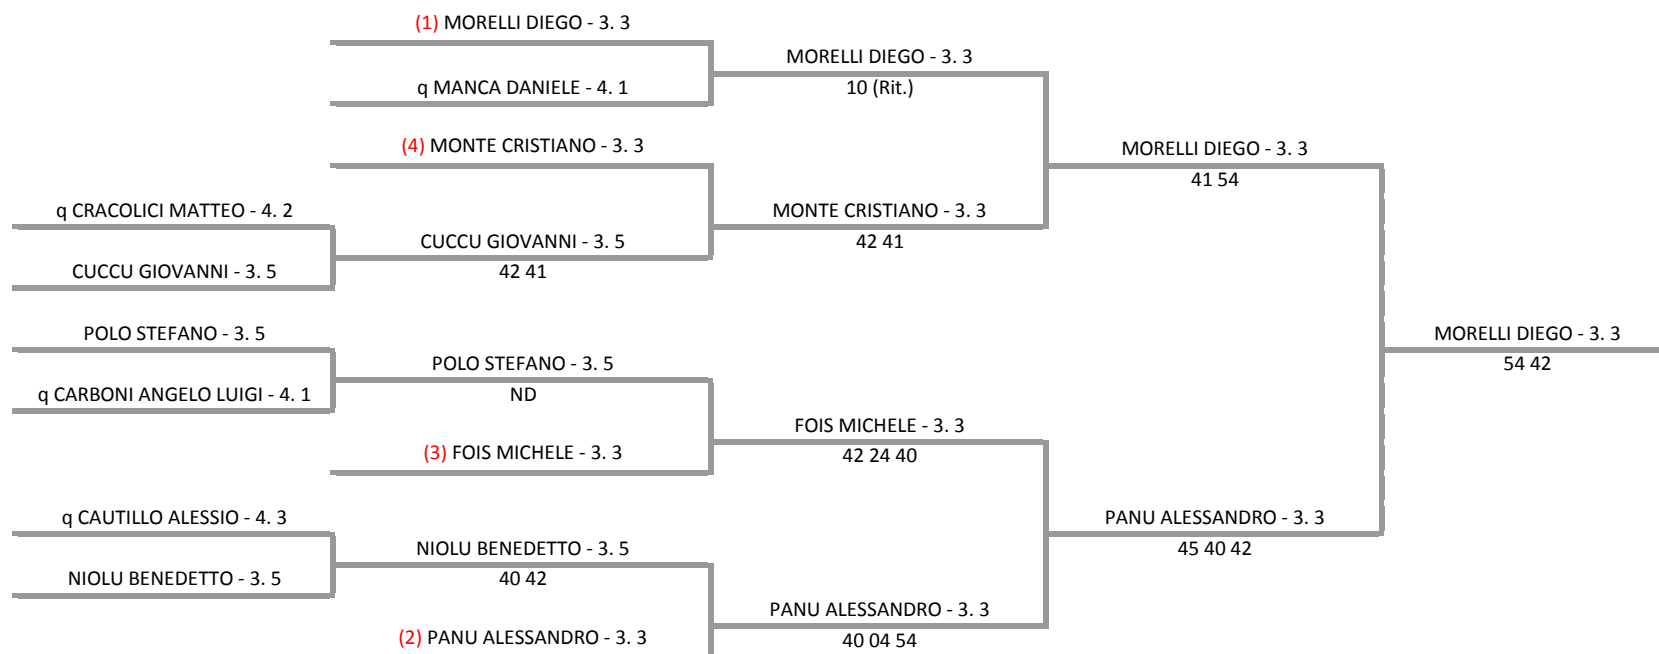 (1) MORELLI DIEGO - 3. 3
MORELLI DIEGO - 3. 3
q MANCA DANIELE - 4. 1
10 (Rit.)
(4) MONTE CRISTIANO - 3. 3
MORELLI DIEGO - 3. 3
41 54
q CRACOLICI MATTEO - 4. 2
MONTE CRISTIANO - 3. 3
CUCCU GIOVANNI - 3. 5
42 41
CUCCU GIOVANNI - 3. 5
42 41
POLO STEFANO - 3. 5
MORELLI DIEGO - 3. 3
POLO STEFANO - 3. 5
54 42
q CARBONI ANGELO LUIGI - 4. 1
ND
FOIS MICHELE - 3. 3
(3) FOIS MICHELE - 3. 3
42 24 40
q CAUTILLO ALESSIO - 4. 3
PANU ALESSANDRO - 3. 3
NIOLU BENEDETTO - 3. 5
45 40 42
NIOLU BENEDETTO - 3. 5
40 42
PANU ALESSANDRO - 3. 3
(2) PANU ALESSANDRO - 3. 3
40 04 54